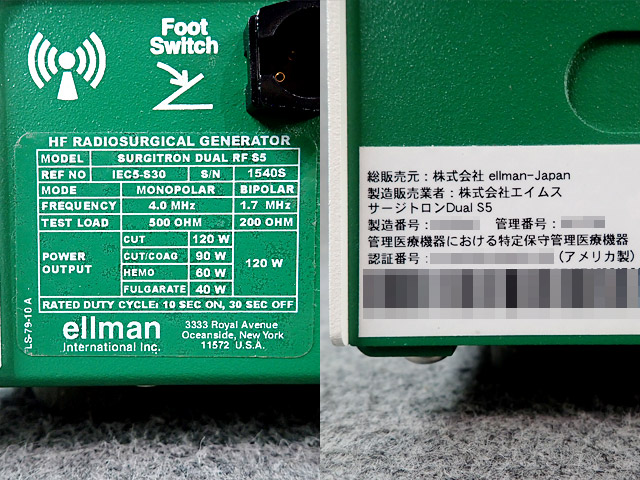 Foot
Switch
HF RADIOSURGICAL GENERATOR
MODEL SURGITRON DUAL RF S5
REF NO IEC5-S30 S/N 1540S
MODE MONOPOLAR BIPOLAR
FREQUENCY 4.0 MHz 1.7 MHz
TEST LOAD 500 OHM 200 OHM
POWER OUTPUT CUT 120 W 120 W
CUT/COAG 90 W
HEMO 60 W
FULGARATE 40 W
RATED DUTY CYCLE: 10 SEC ON, 30 SEC OFF
LS-79-10 A
ellman
International Inc.
3333 Royal Avenue
Oceanside, New York
11572 U.S.A.
総販売元：株式会社 ellman-Japan
製造販売業者：株式会社エイムス
サージトロンDual S5
製造番号： 管理番号：
管理医療機器における特定保守管理医療機器
認証番号： （アメリカ製）